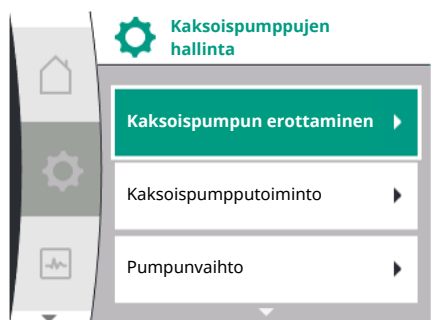 Kaksoispumppujen
hallinta
Kaksoispumpun erottaminen
Kaksoispumpputoiminto
Pumpunvaihto